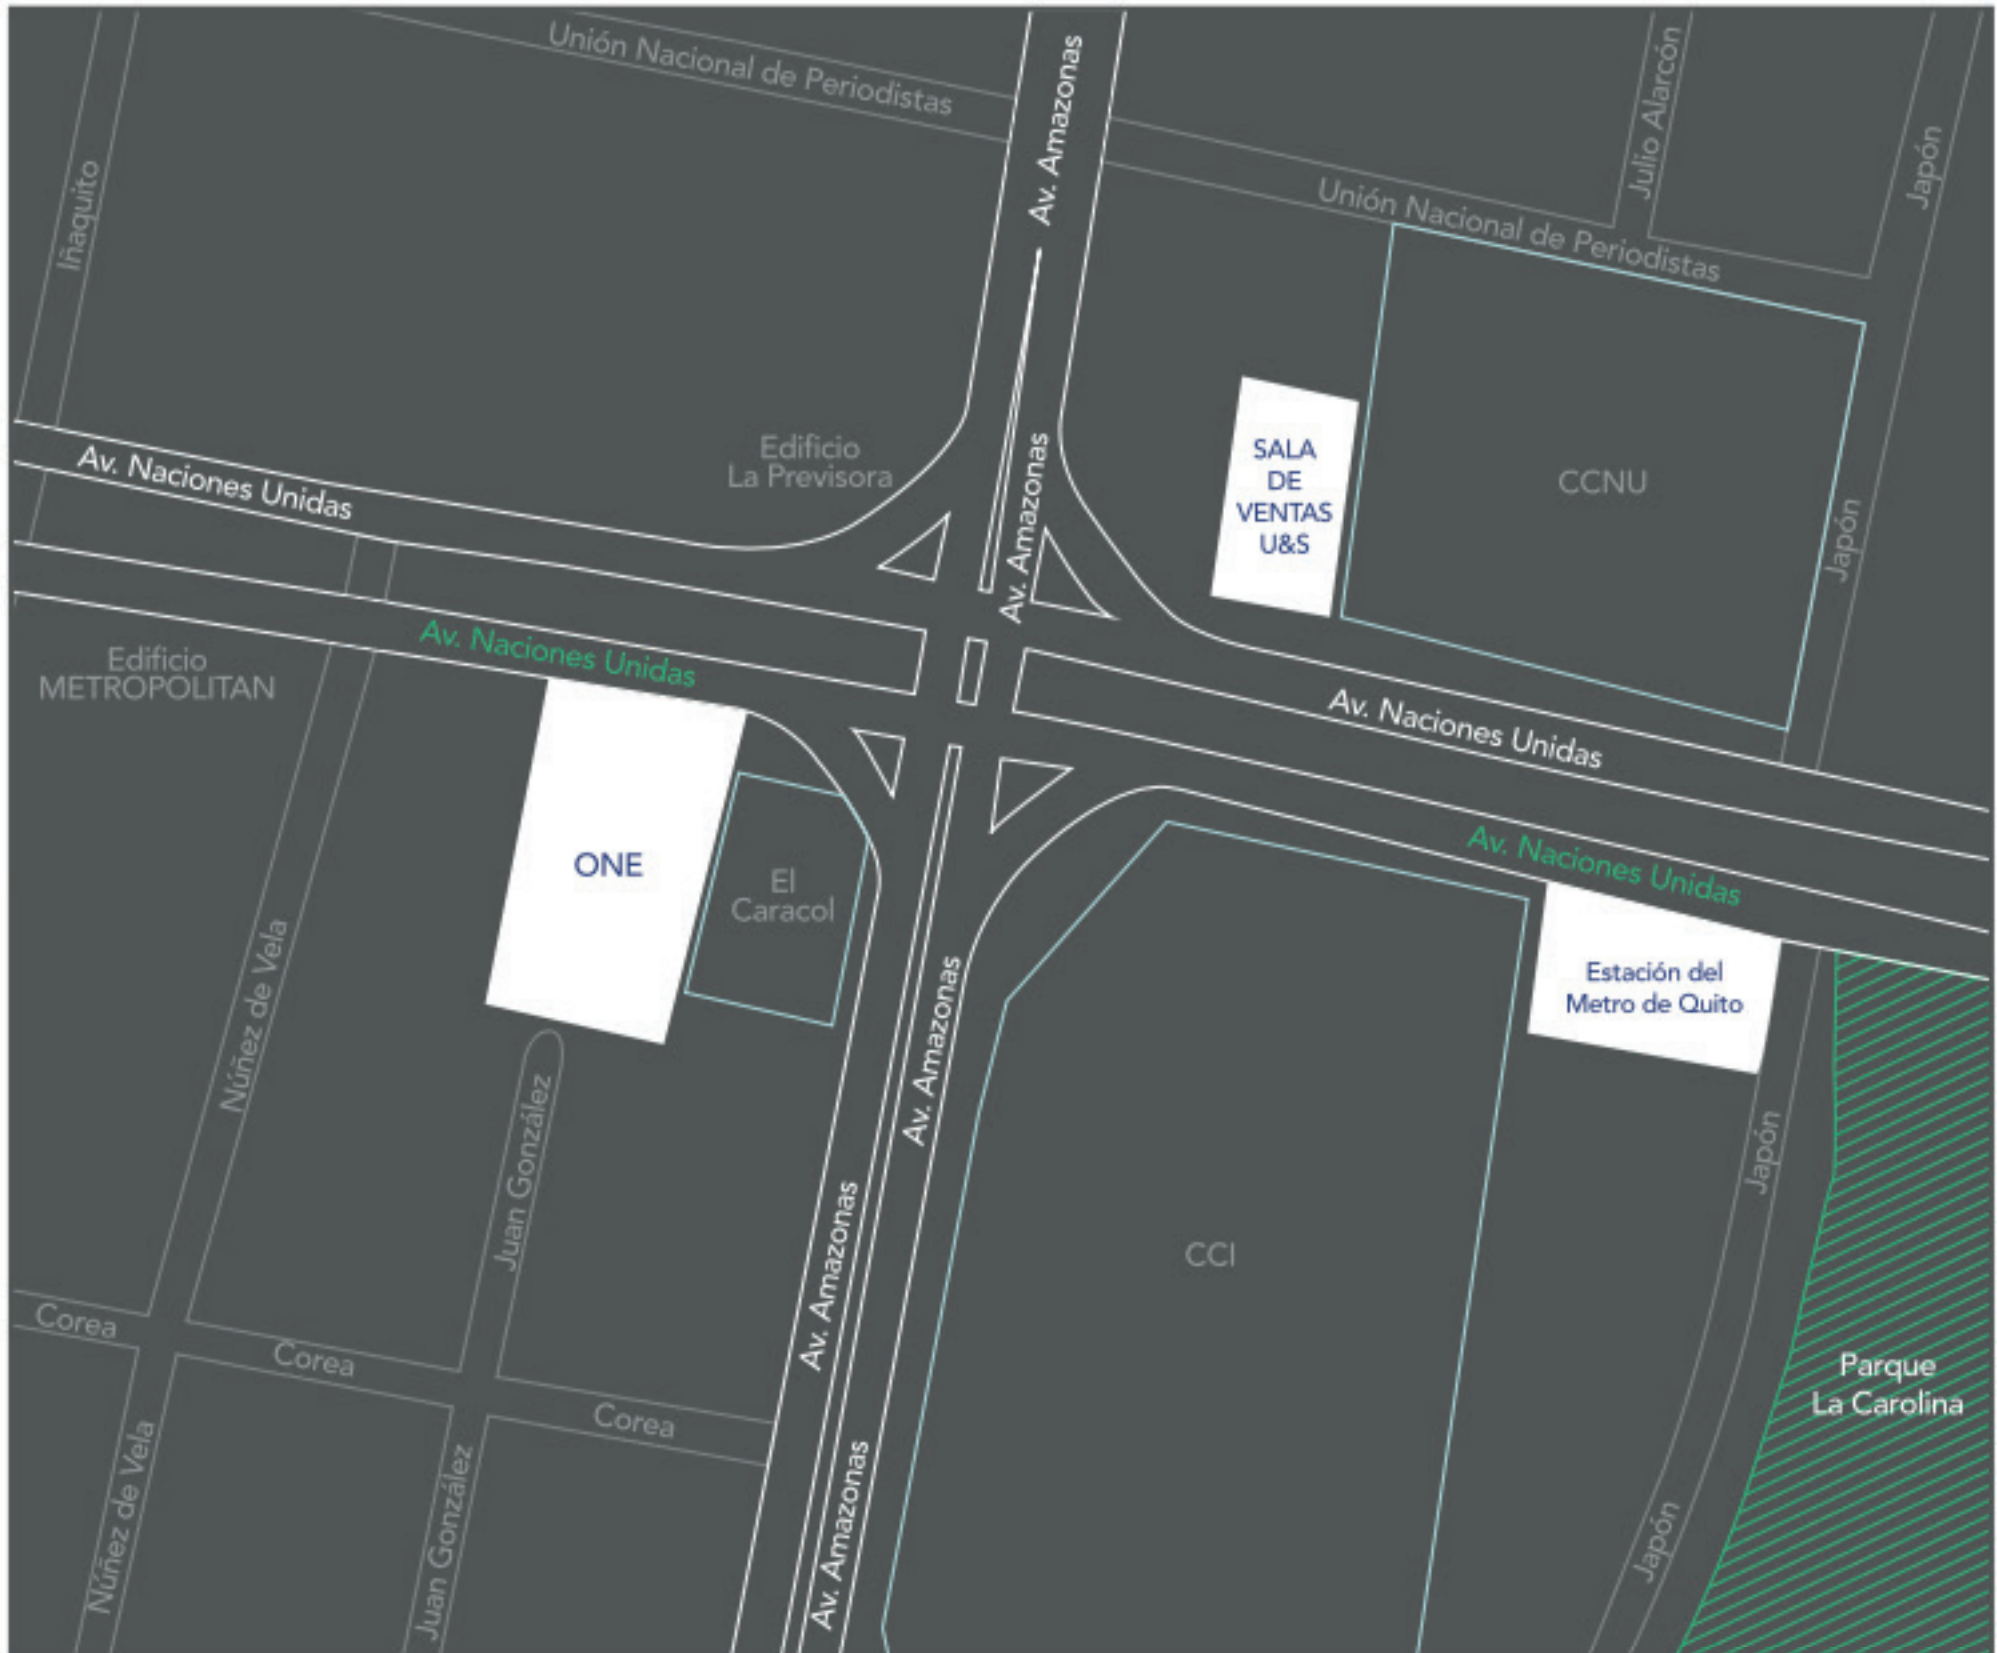 Unión Nacional de Periodistas
Av. Amazonas
Julio Alarcón
Japón
Iñaquito
Unión Nacional de Periodistas
Edificio
La Previsora
Av. Naciones Unidas
Av. Amazonas
SALA
DE
VENTAS
U&S
CCNU
Japón
Av. Naciones Unidas
Edificio
METROPOLITAN
Av. Naciones Unidas
Av. Naciones Unidas
ONE
El
Caracol
Estación del
Metro de Quito
Núñez de Vela
Av. Amazonas
Juan González
Japón
Av. Amazonas
CCI
Corea
Corea
Corea
Parque
La Carolina
Núñez de Vela
Juan González
Av. Amazonas
Japón